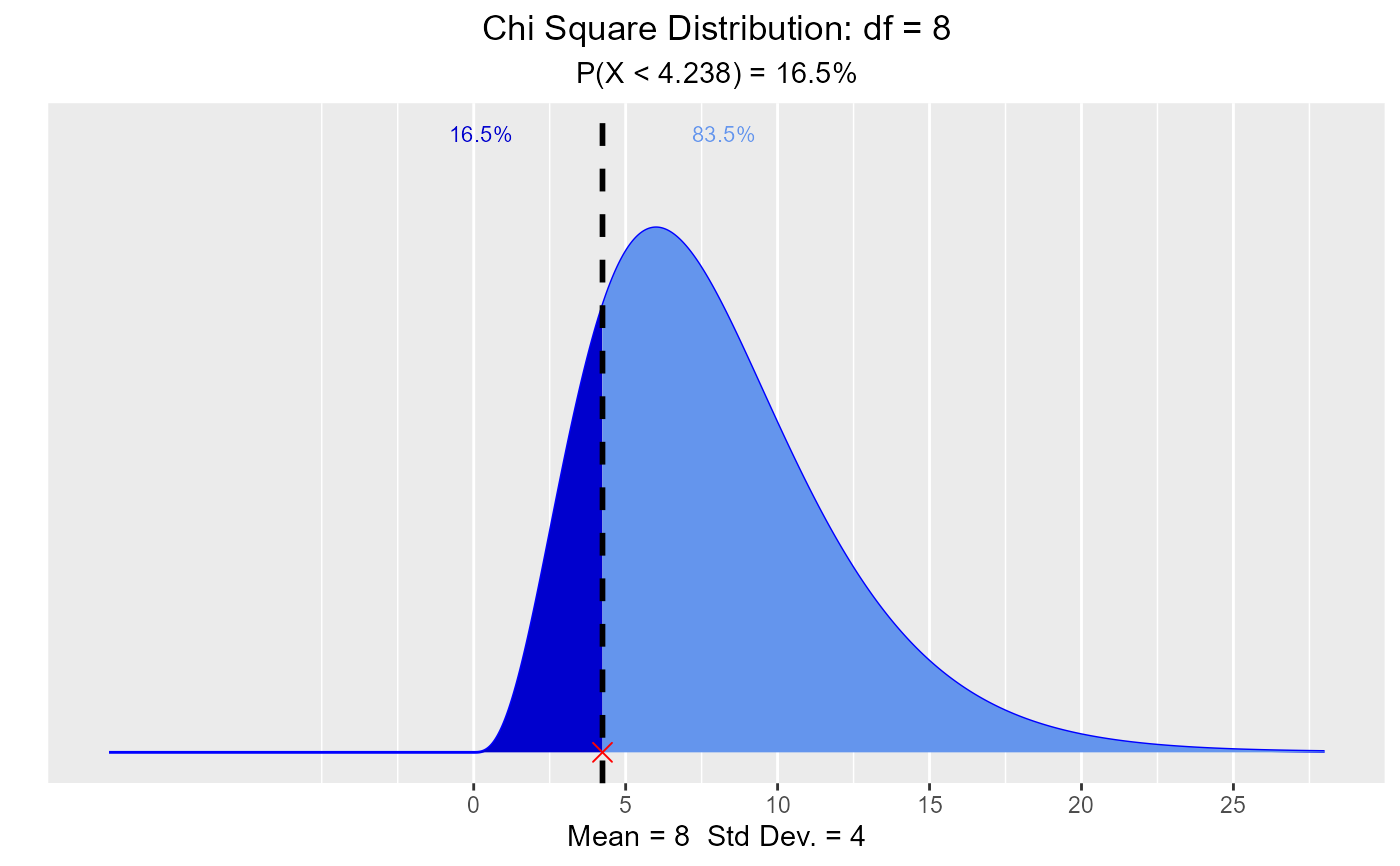 Chi Square Distribution: df = 8
P(X < 4.238) = 16.5%
16.5% 83.5%
0 5 10 15 20 25
Mean = 8  Std Dev. = 4